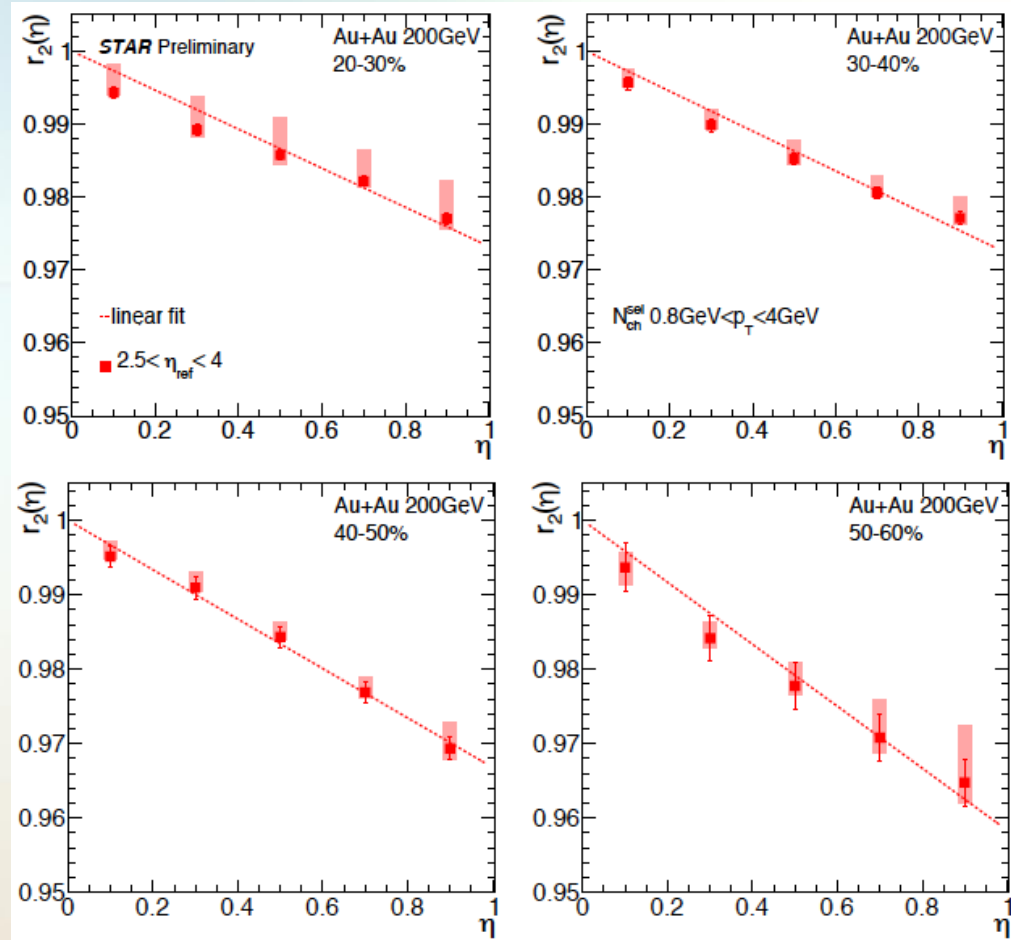 STAR Preliminary
Au+Au 200GeV
20-30%
r₂(η)
1
0.99
0.98
0.97
0.96
0.95
--linear fit
2.5< η_ref < 4
0 0.2 0.4 0.6 0.8 1
η
Au+Au 200GeV
30-40%
r₂(η)
1
0.99
0.98
0.97
0.96
0.95
N_ch^sel 0.8GeV<p_T<4GeV
0 0.2 0.4 0.6 0.8 1
η
Au+Au 200GeV
40-50%
r₂(η)
1
0.99
0.98
0.97
0.96
0.95
0 0.2 0.4 0.6 0.8 1
η
Au+Au 200GeV
50-60%
r₂(η)
1
0.99
0.98
0.97
0.96
0.95
0 0.2 0.4 0.6 0.8 1
η